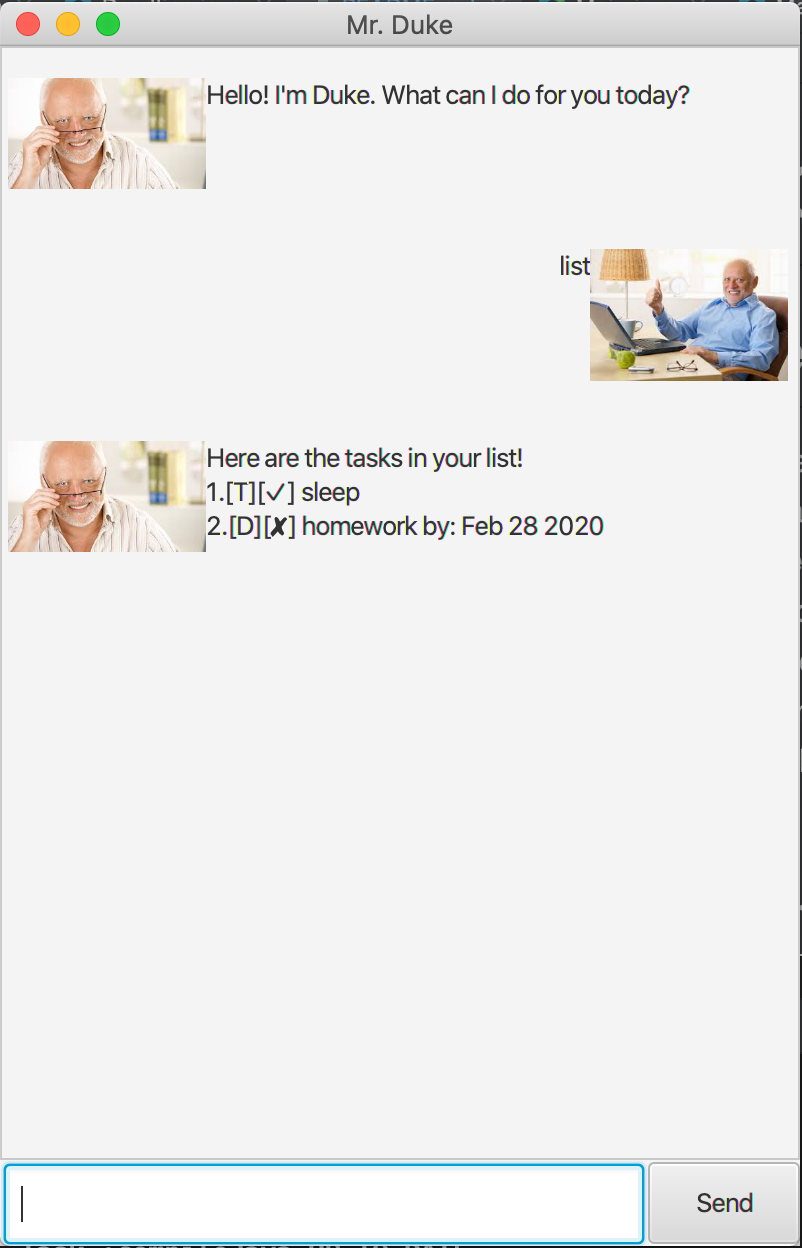 Mr. Duke
Hello! I'm Duke. What can I do for you today?
list
Here are the tasks in your list!
1.[T][✓] sleep
2.[D][✘] homework by: Feb 28 2020
Send